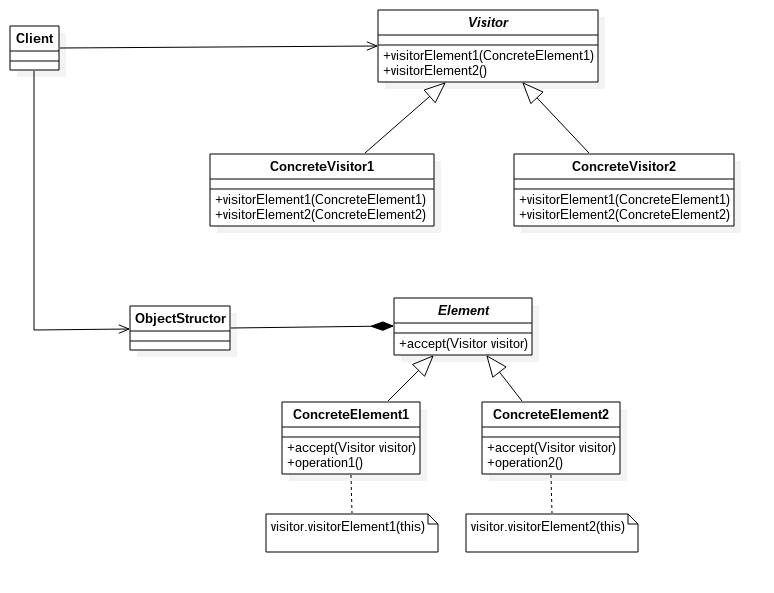 Client
Visitor
+visitorElement1(ConcreteElement1)
+visitorElement2()
ConcreteVisitor1
+visitorElement1(ConcreteElement1)
+visitorElement2(ConcreteElement2)
ConcreteVisitor2
+visitorElement1(ConcreteElement1)
+visitorElement2(ConcreteElement2)
ObjectStructor
Element
+accept(Visitor visitor)
ConcreteElement1
+accept(Visitor visitor)
+operation1()
ConcreteElement2
+accept(Visitor visitor)
+operation2()
visitor.visitorElement1(this)
visitor.visitorElement2(this)